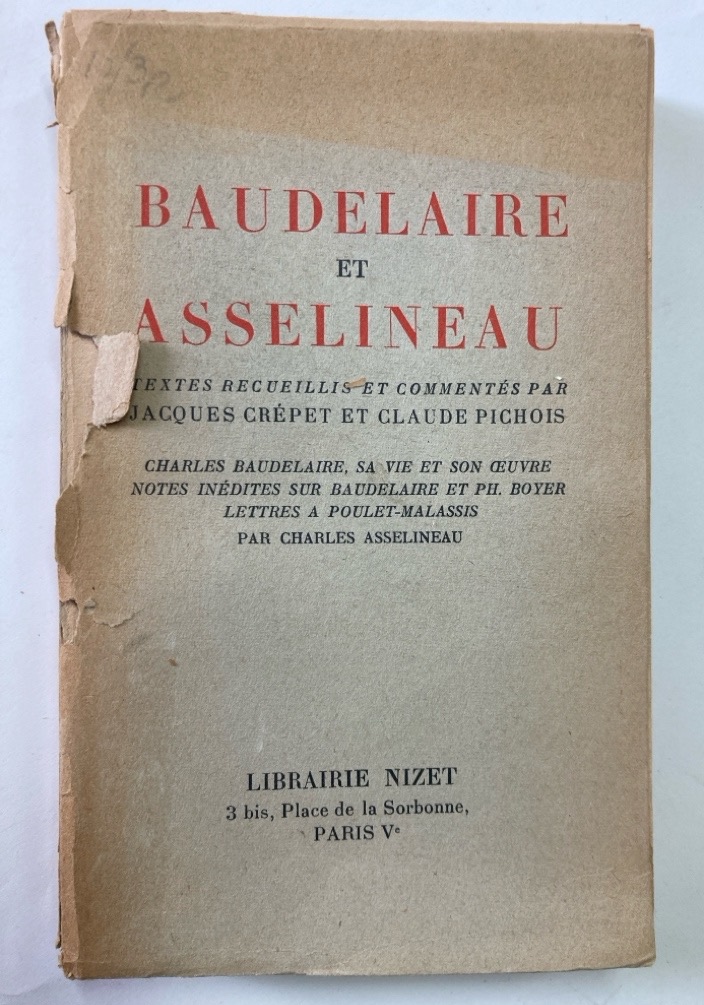 BAUDELAIRE
ET
ASSELINEAU
TEXTES RECUEILLIS ET COMMENTÉS PAR
JACQUES CRÉPET ET CLAUDE PICHOIS
CHARLES BAUDELAIRE, SA VIE ET SON ŒUVRE
NOTES INÉDITES SUR BAUDELAIRE ET PH. BOYER
LETTRES A POULET-MALASSIS
PAR CHARLES ASSELINEAU
LIBRAIRIE NIZET
3 bis, Place de la Sorbonne,
PARIS Vᵉ